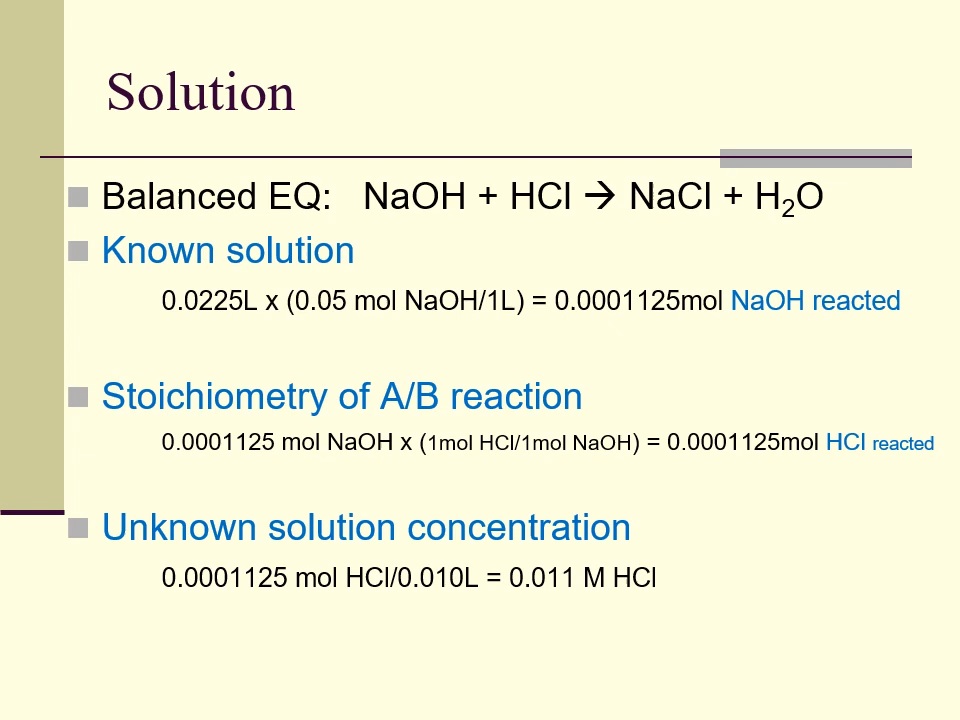 Solution
Balanced EQ: NaOH + HCl → NaCl + H₂O
Known solution
0.0225L x (0.05 mol NaOH/1L) = 0.0001125mol NaOH reacted
Stoichiometry of A/B reaction
0.0001125 mol NaOH x (1mol HCl/1mol NaOH) = 0.0001125mol HCl reacted
Unknown solution concentration
0.0001125 mol HCl/0.010L = 0.011 M HCl